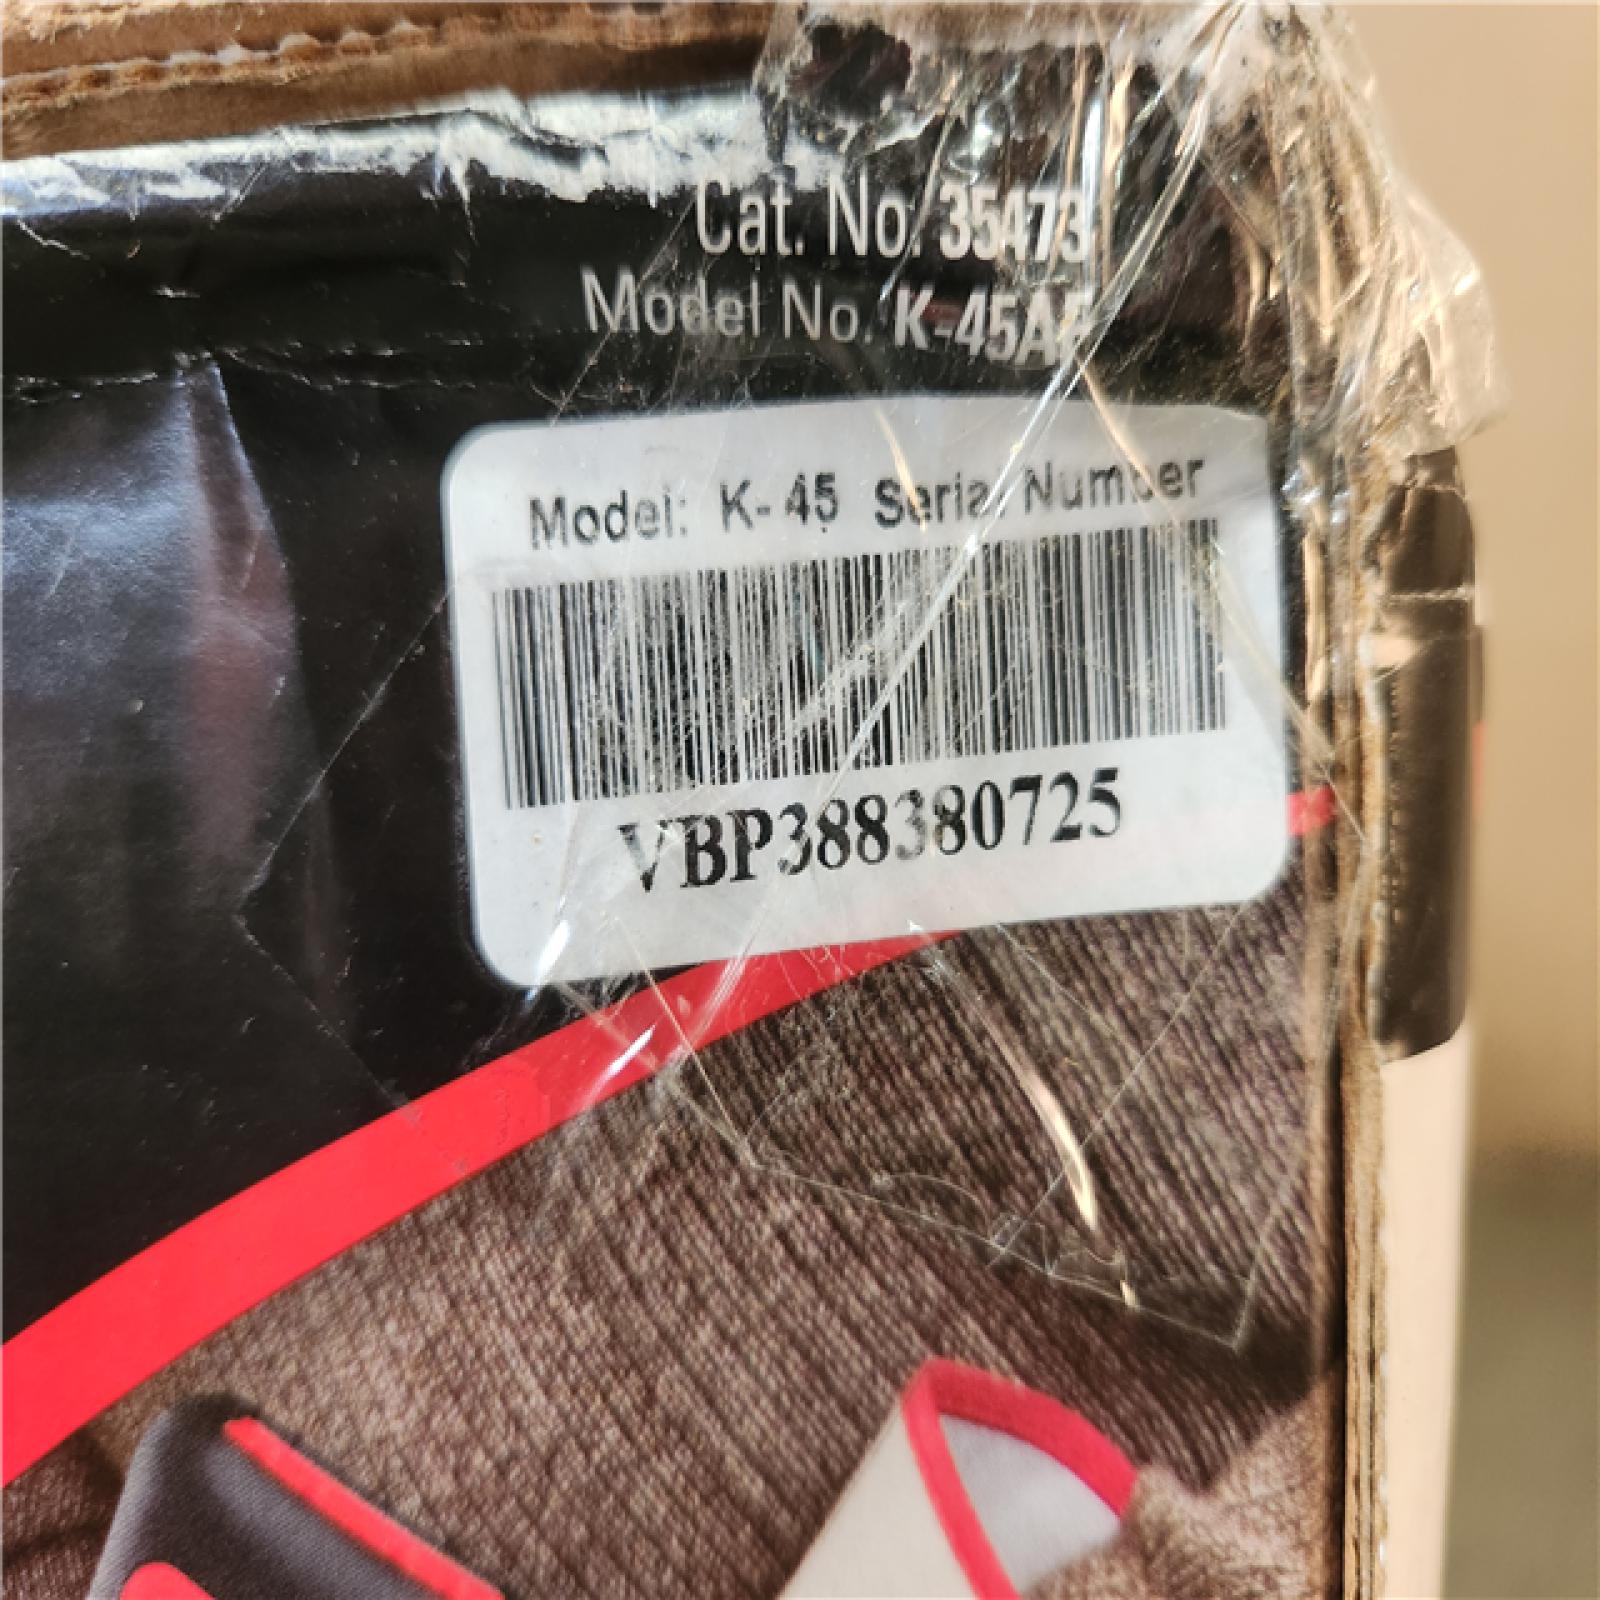 Cat. No. 35473
Model No. K-45AF
Model: K-45 Serial Number
VBP388380725